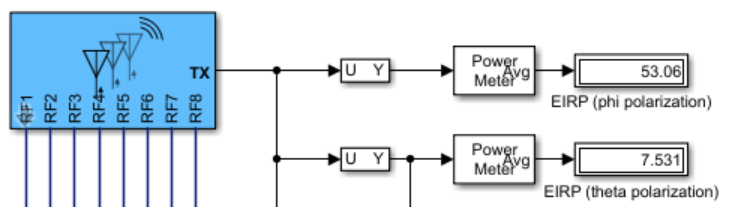 TX
RF1 RF2 RF3 RF4 RF5 RF6 RF7 RF8
U Y
Power
Meter
Avg
53.06
EIRP (phi polarization)
U Y
Power
Meter
Avg
7.531
EIRP (theta polarization)